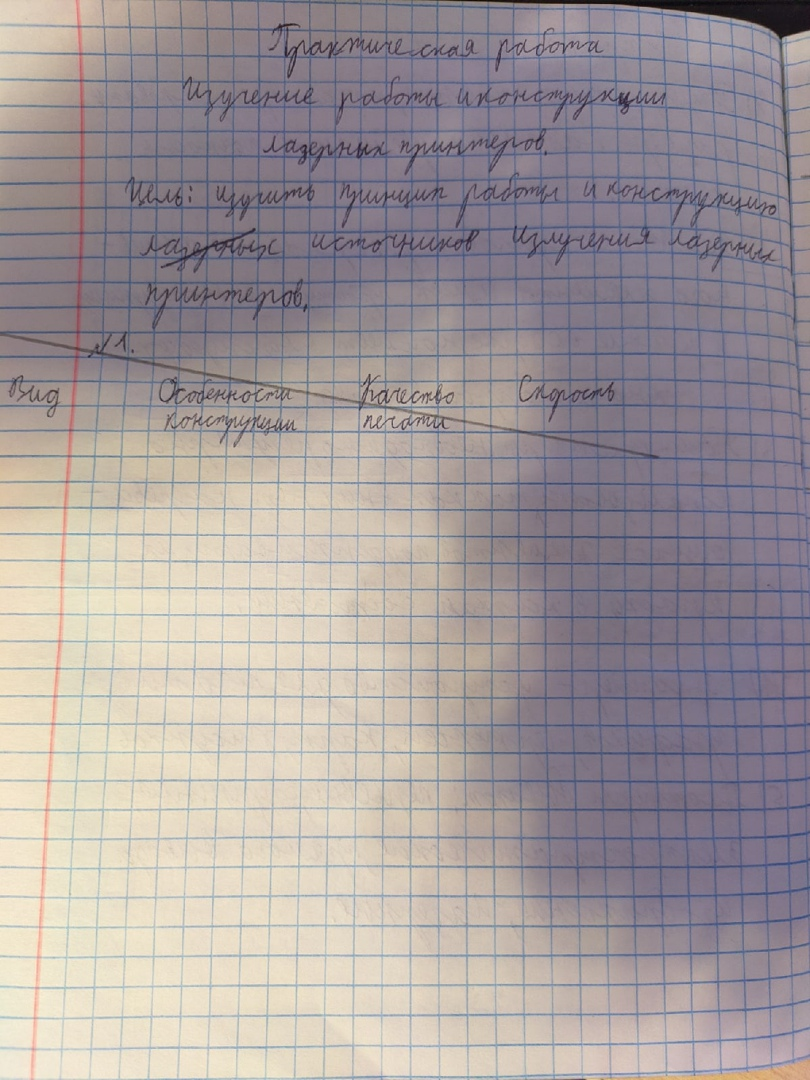 Практическая работа
Изучение работы и конструкции
лазерных принтеров.
Цель: изучить принцип работы и конструкцию
лазерных источников излучения лазерных
принтеров.
№1.
Вид Особенности Качество Скорость
конструкции печати